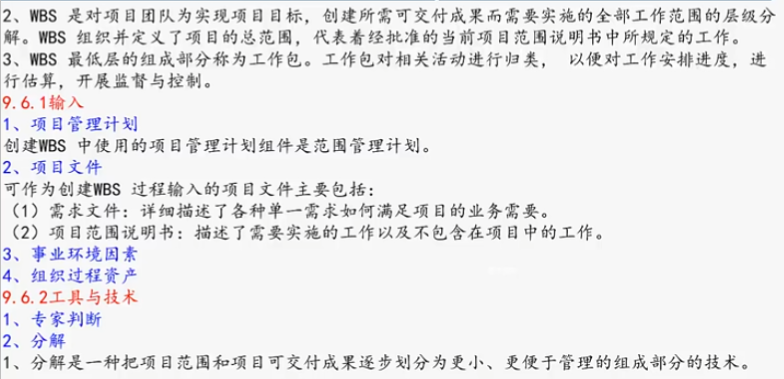 2、WBS 是对项目团队为实现项目目标，创建所需可交付成果而需要实施的全部工作范围的层级分
解。WBS 组织并定义了项目的总范围，代表着经批准的当前项目范围说明书中所规定的工作。
3、WBS 最低层的组成部分称为工作包。工作包对相关活动进行归类， 以便对工作安排进度，进
行估算，开展监督与控制。
9.6.1输入
1、项目管理计划
创建WBS 中使用的项目管理计划组件是范围管理计划。
2、项目文件
可作为创建WBS 过程输入的项目文件主要包括：
（1）需求文件：详细描述了各种单一需求如何满足项目的业务需要。
（2）项目范围说明书：描述了需要实施的工作以及不包含在项目中的工作。
3、事业环境因素
4、组织过程资产
9.6.2工具与技术
1、专家判断
2、分解
1、分解是一种把项目范围和项目可交付成果逐步划分为更小、更便于管理的组成部分的技术。